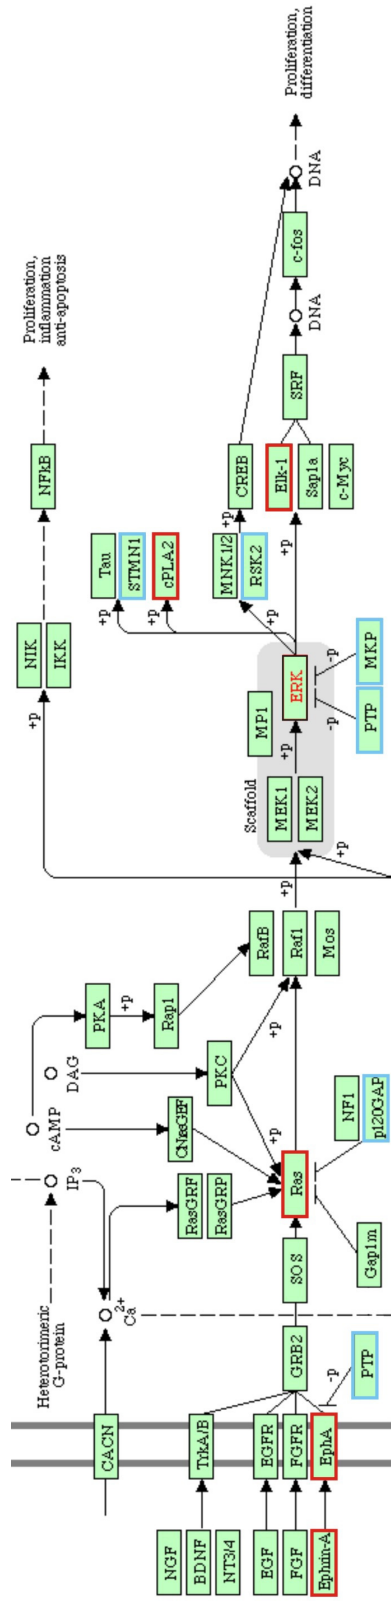 Heterotorimeric
G-protein
IP3
cAMP
DAG
Ca2+
CACN
NGF
BDNF
NT3/4
TrkA/B
EGF
EGFR
FGF
FGFR
Ephrin-A
EphA
-p
PTP
GRB2
SOS
RasGRF
RasGRP
CNrasGEF
PKC
PKA
+p
Rap1
+p
+p
Ras
Gap1m
NF1
p120GAP
RafB
Raf1
Mos
+p
+p
+p
NIK
IKK
NFkB
Proliferation,
inflammation
anti-apoptosis
Scaffold
MEK1
MEK2
MP1
+p
ERK
-p
-p
PTP
MKP
+p
Tau
STMN1
+p
cPLA2
+p
MNK1/2
RSK2
+p
CREB
+p
Elk-1
Sap1a
c-Myc
SRF
DNA
c-fos
DNA
Proliferation,
differentiation